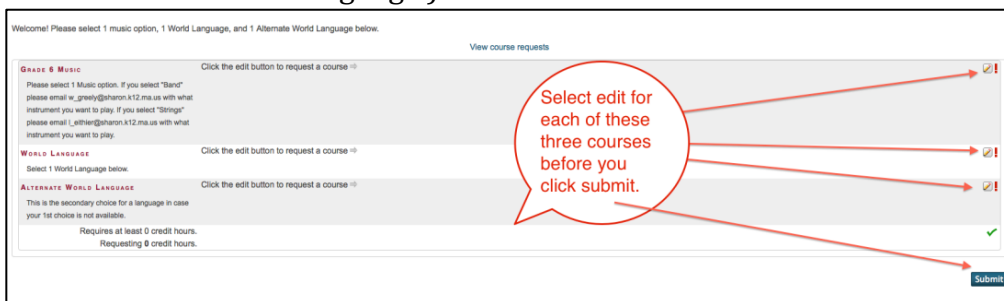 Welcome! Please select 1 music option, 1 World Language, and 1 Alternate World Language below.
View course requests
GRADE 6 MUSIC
Click the edit button to request a course ⇨
Please select 1 Music option. If you select "Band"
please email w_greely@sharon.k12.ma.us with what
instrument you want to play. If you select "Strings"
please email l_eithier@sharon.k12.ma.us with what
instrument you want to play.
WORLD LANGUAGE
Click the edit button to request a course ⇨
Select 1 World Language below.
ALTERNATE WORLD LANGUAGE
Click the edit button to request a course ⇨
This is the secondary choice for a language in case
your 1st choice is not available.
Requires at least 0 credit hours.
Requesting 0 credit hours.
Select edit for
each of these
three courses
before you
click submit.
Submit